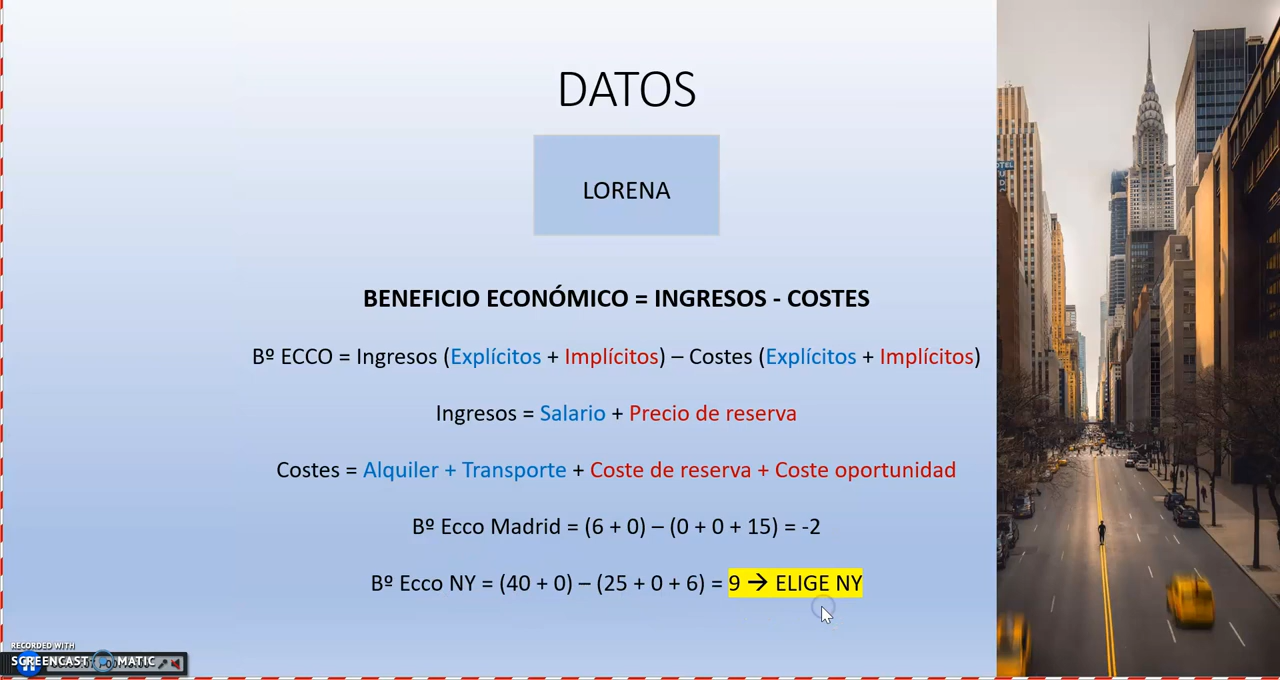 DATOS
LORENA
BENEFICIO ECONÓMICO = INGRESOS - COSTES
Bº ECCO = Ingresos (Explícitos + Implícitos) – Costes (Explícitos + Implícitos)
Ingresos = Salario + Precio de reserva
Costes = Alquiler + Transporte + Coste de reserva + Coste oportunidad
Bº Ecco Madrid = (6 + 0) – (0 + 0 + 15) = -2
Bº Ecco NY = (40 + 0) – (25 + 0 + 6) = 9 → ELIGE NY
RECORDED WITH
SCREENCAST MATIC